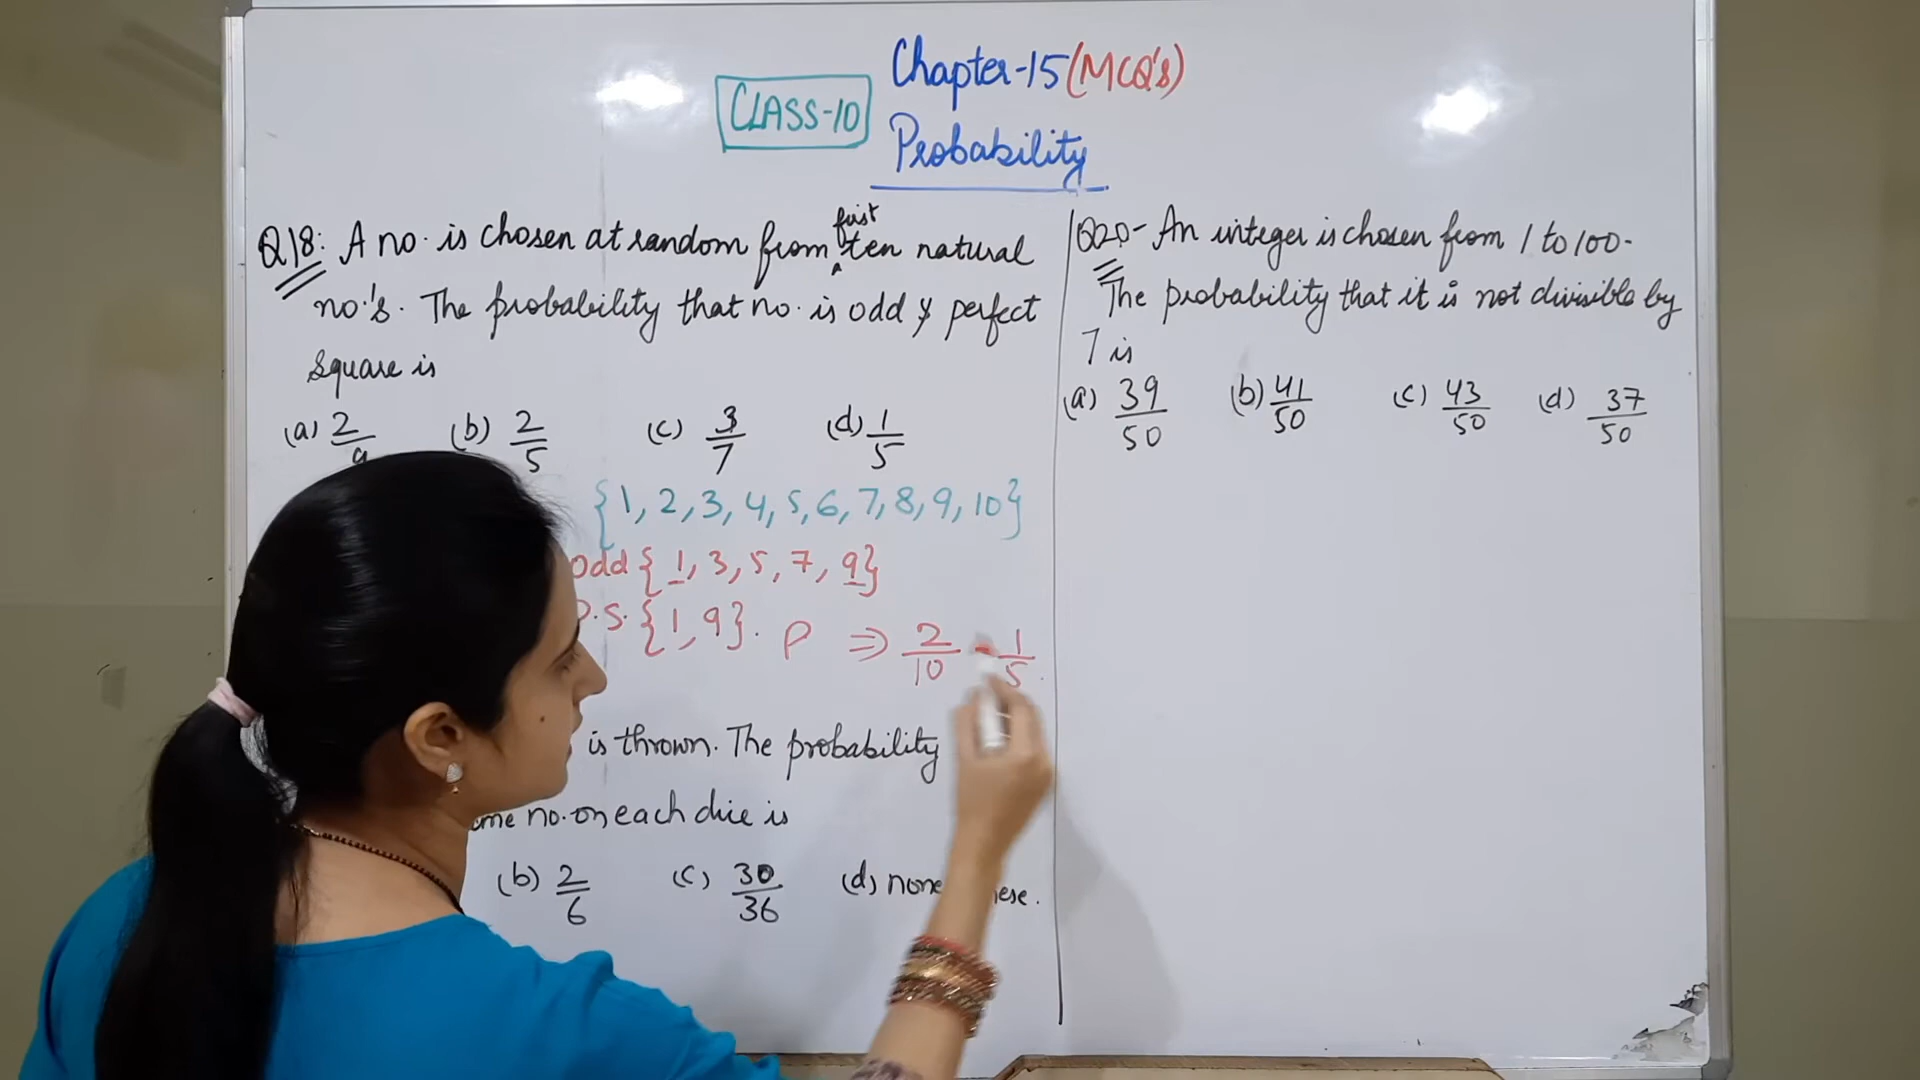 Chapter-15(MCQ's)
CLASS-10
Probability
Q18: A no. is chosen at random from first ten natural
no.'s. The probability that no. is odd & perfect
square is
(a) 2/9 (b) 2/5 (c) 3/7 (d) 1/5
{1, 2, 3, 4, 5, 6, 7, 8, 9, 10}
odd {1, 3, 5, 7, 9}
P.S. {1, 9}. P ⇒ 2/10 = 1/5.
is thrown. The probability
no. on each dice is
(b) 2/6 (c) 30/36 (d) none
Q20- An integer is chosen from 1 to 100.
The probability that it is not divisible by
7 is
(a) 39/50 (b) 41/50 (c) 43/50 (d) 37/50